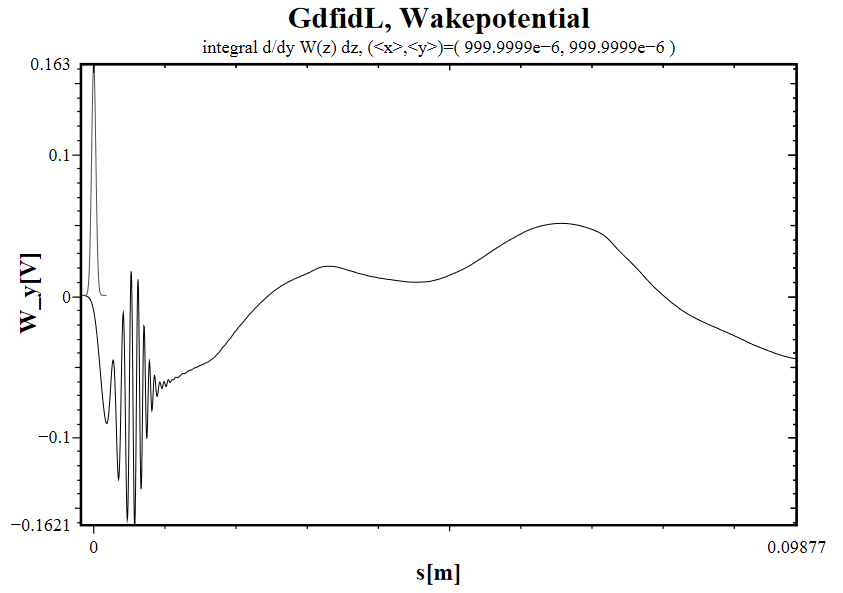 GdfidL, Wakepotential
integral d/dy W(z) dz, (<x>,<y>)=( 999.9999e−6, 999.9999e−6 )
0.163
0.1
0
−0.1
−0.1621
W_y[V]
0
0.09877
s[m]